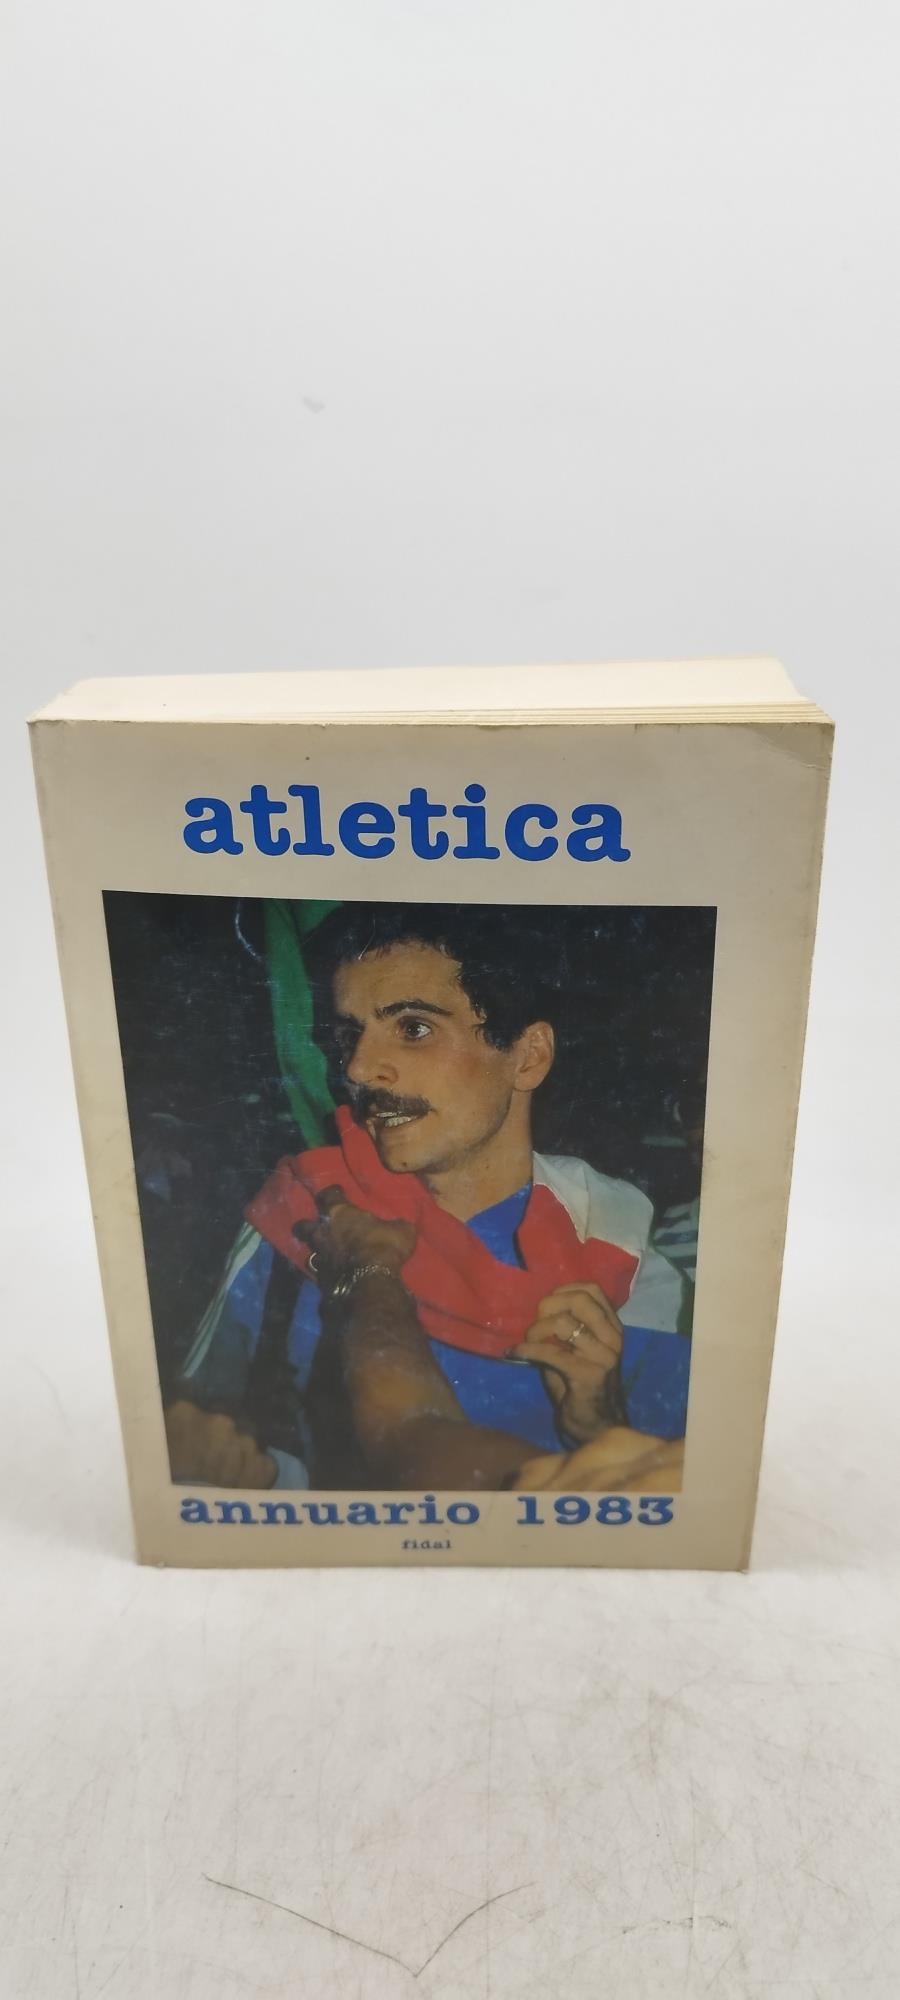 atletica
annuario 1983
fidal